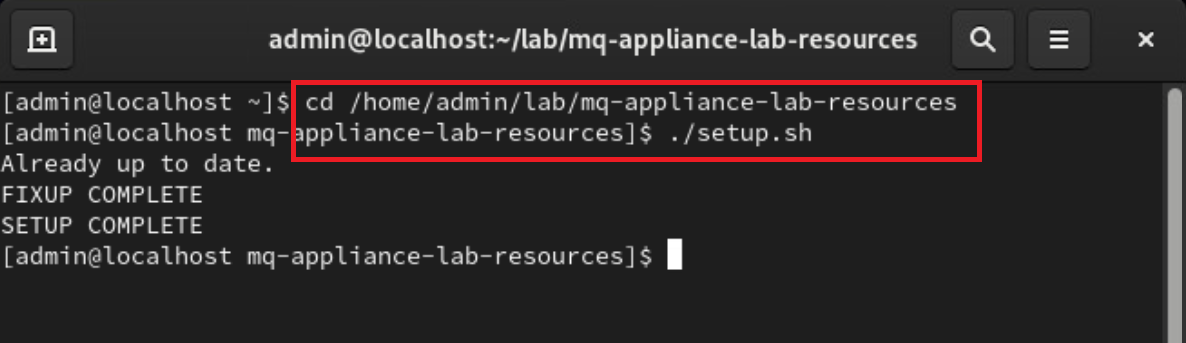 admin@localhost:~/lab/mq-appliance-lab-resources
[admin@localhost ~]$ cd /home/admin/lab/mq-appliance-lab-resources
[admin@localhost mq-appliance-lab-resources]$ ./setup.sh
Already up to date.
FIXUP COMPLETE
SETUP COMPLETE
[admin@localhost mq-appliance-lab-resources]$